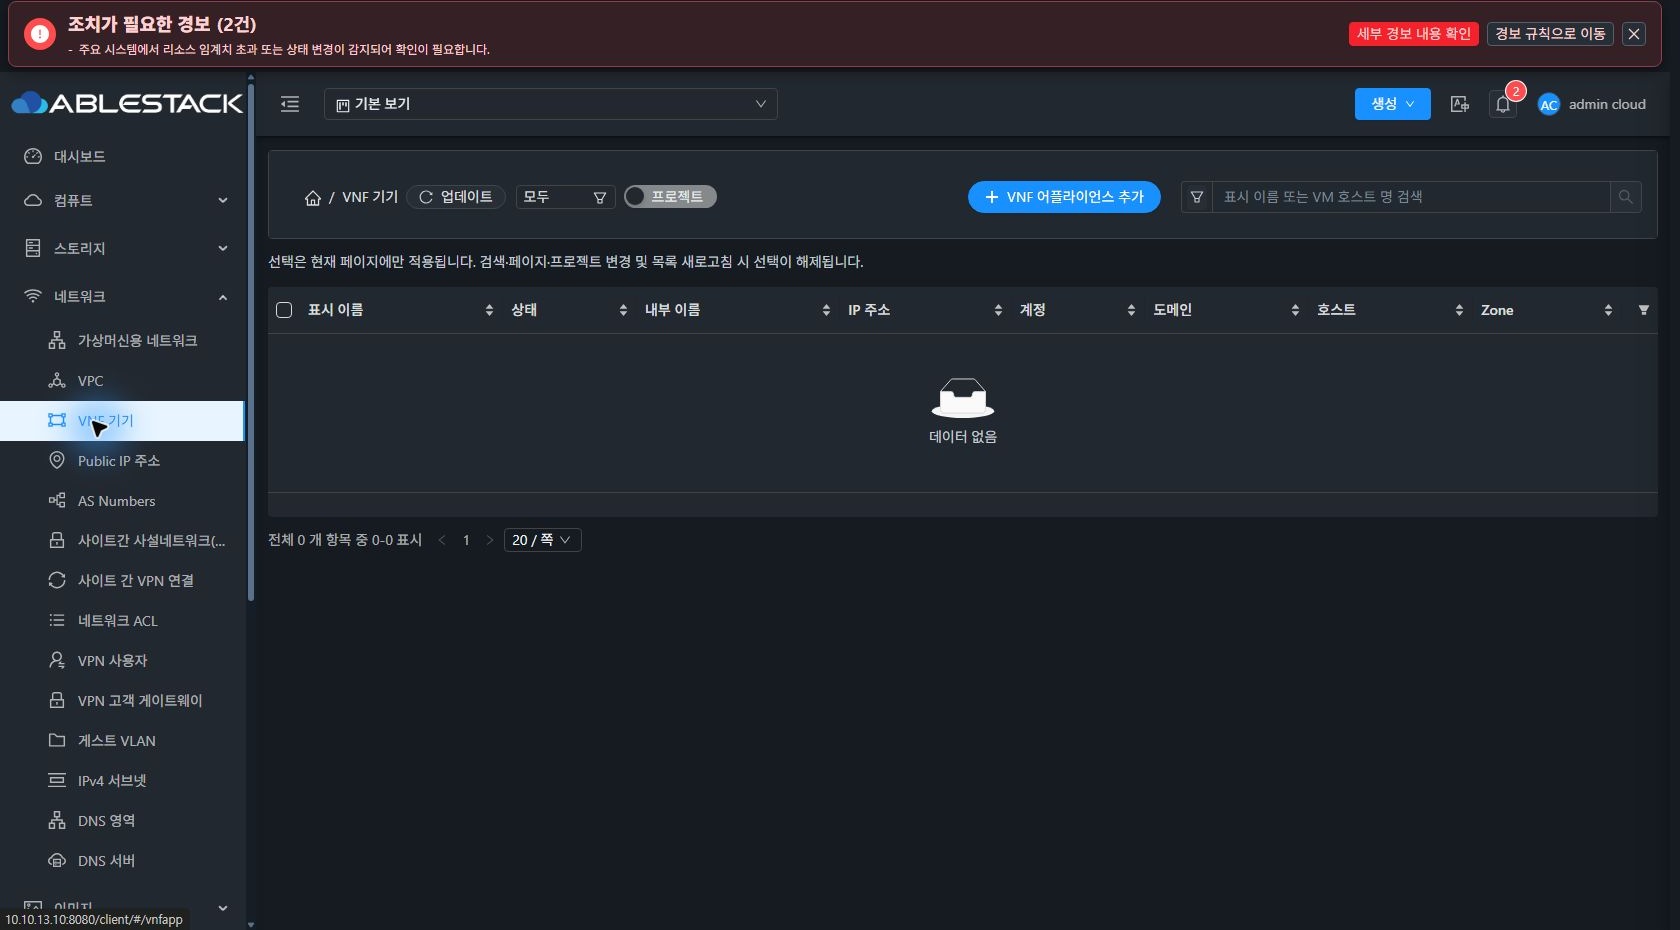 조치가 필요한 경보 (2건)
- 주요 시스템에서 리소스 임계치 초과 또는 상태 변경이 감지되어 확인이 필요합니다.
세부 경보 내용 확인
경보 규칙으로 이동
ABLESTACK
기본 보기
생성
2
AC
admin cloud
대시보드
컴퓨트
스토리지
네트워크
가상머신용 네트워크
VPC
VNF 기기
Public IP 주소
AS Numbers
사이트간 사설네트워크(...
사이트 간 VPN 연결
네트워크 ACL
VPN 사용자
VPN 고객 게이트웨이
게스트 VLAN
IPv4 서브넷
DNS 영역
DNS 서버
이미지
10.10.13.10:8080/client/#/vnfapp
/ VNF 기기
업데이트
모두
프로젝트
+ VNF 어플라이언스 추가
표시 이름 또는 VM 호스트 명 검색
선택은 현재 페이지에만 적용됩니다. 검색·페이지·프로젝트 변경 및 목록 새로고침 시 선택이 해제됩니다.
표시 이름 상태 내부 이름 IP 주소 계정 도메인 호스트 Zone
데이터 없음
전체 0 개 항목 중 0-0 표시 < 1 > 20 / 쪽